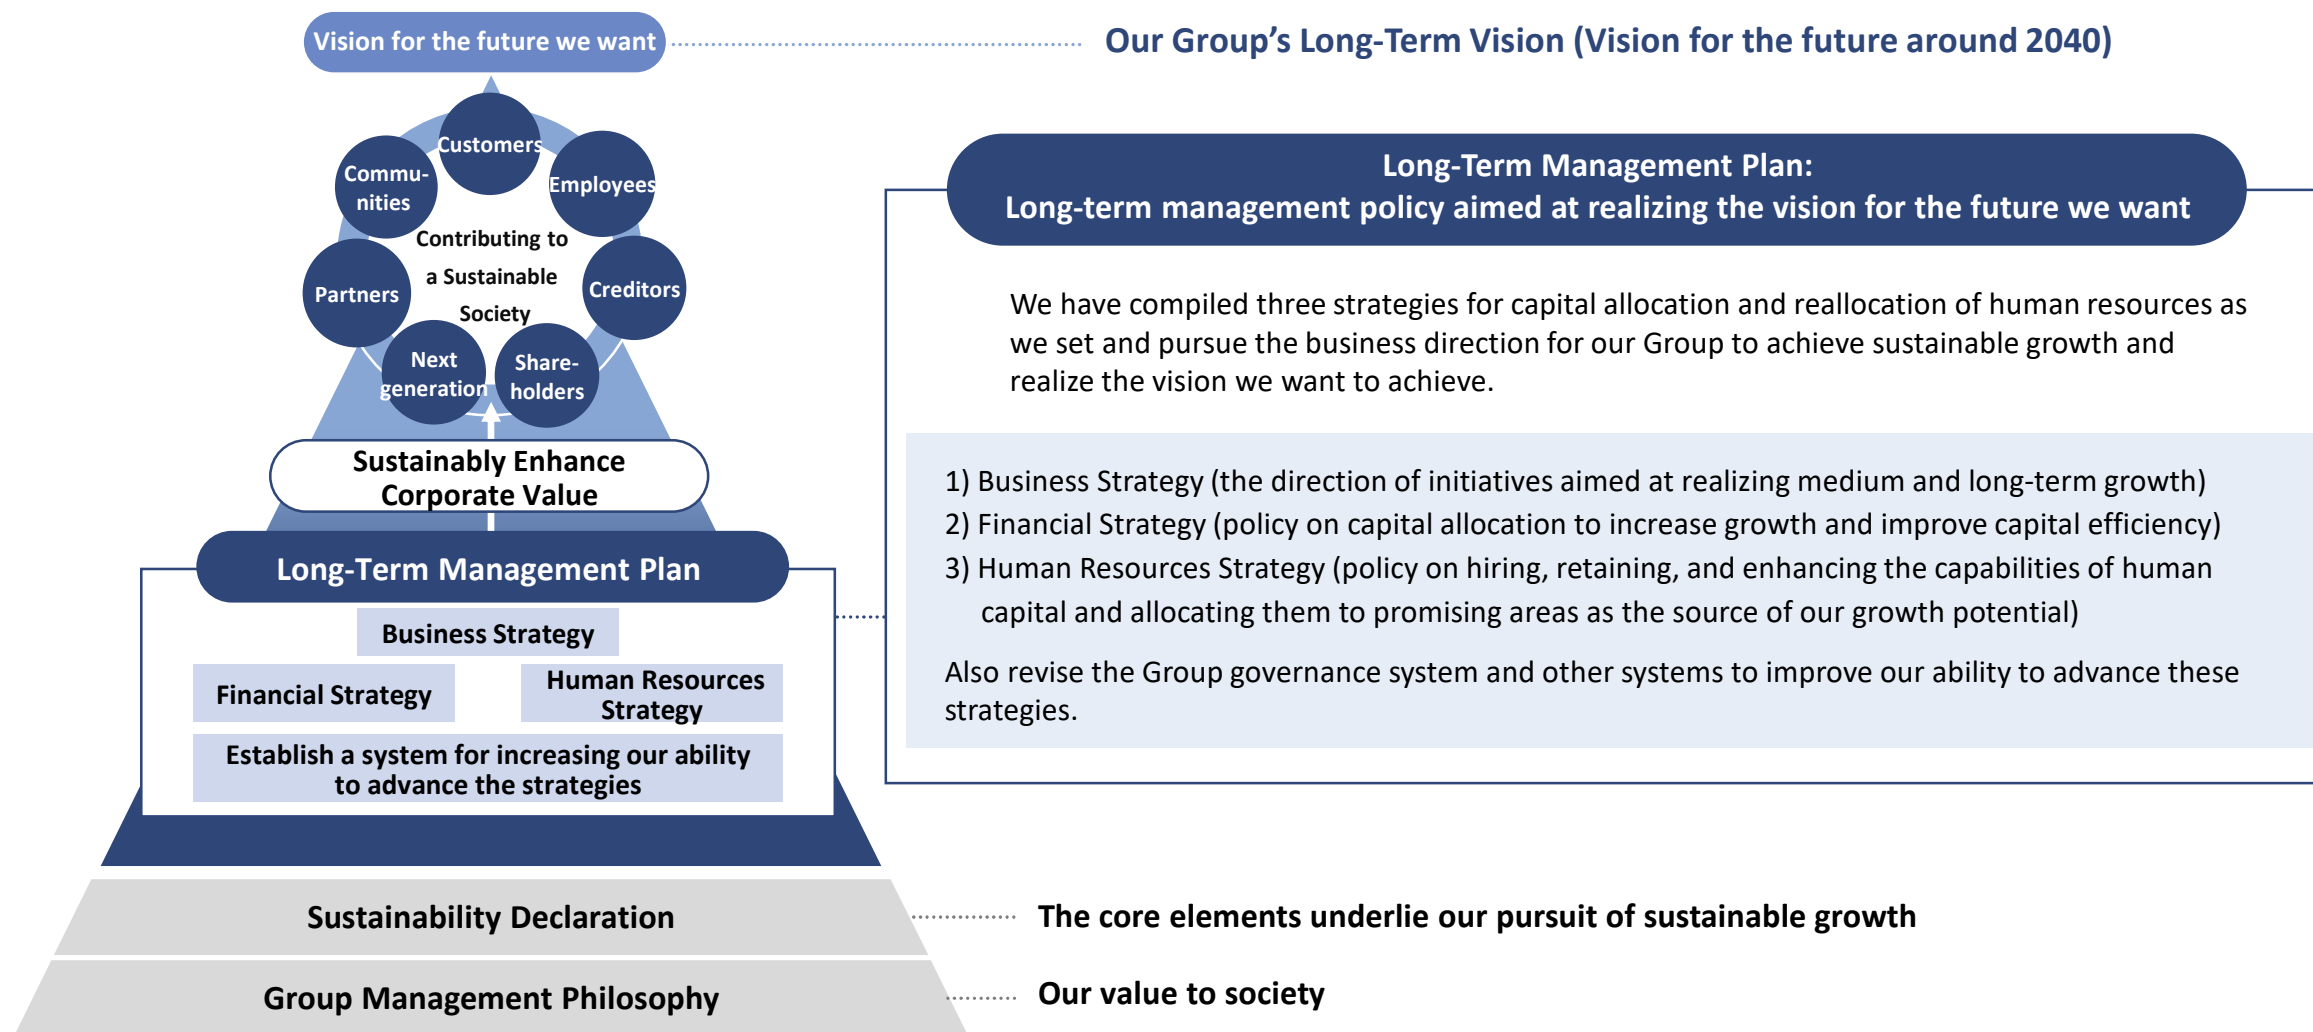 Vision for the future we want
Our Group's Long-Term Vision (Vision for the future around 2040)
Customers
Commu-
nities
Employees
Contributing to
a Sustainable
Society
Partners
Creditors
Next
generation
Share-
holders
Sustainably Enhance
Corporate Value
Long-Term Management Plan
Business Strategy
Financial Strategy
Human Resources
Strategy
Establish a system for increasing our ability
to advance the strategies
Long-Term Management Plan:
Long-term management policy aimed at realizing the vision for the future we want
We have compiled three strategies for capital allocation and reallocation of human resources as
we set and pursue the business direction for our Group to achieve sustainable growth and
realize the vision we want to achieve.
1) Business Strategy (the direction of initiatives aimed at realizing medium and long-term growth)
2) Financial Strategy (policy on capital allocation to increase growth and improve capital efficiency)
3) Human Resources Strategy (policy on hiring, retaining, and enhancing the capabilities of human
capital and allocating them to promising areas as the source of our growth potential)
Also revise the Group governance system and other systems to improve our ability to advance these
strategies.
Sustainability Declaration
The core elements underlie our pursuit of sustainable growth
Group Management Philosophy
Our value to society